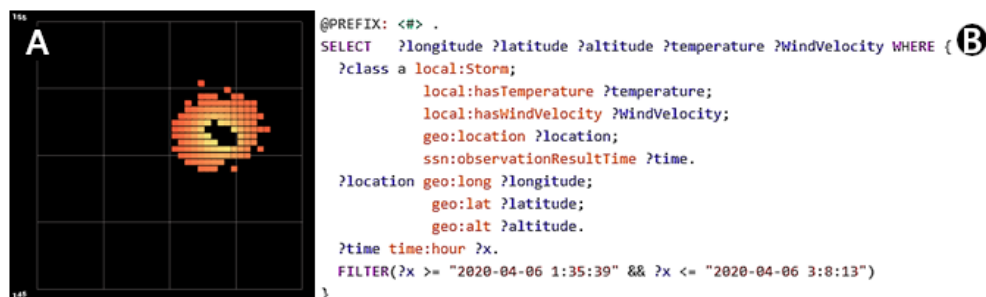 165
A
@PREFIX: <#> .
SELECT ?longitude ?latitude ?altitude ?temperature ?WindVelocity WHERE {
B
?class a local:Storm;
local:hasTemperature ?temperature;
local:hasWindVelocity ?WindVelocity;
geo:location ?location;
ssn:observationResultTime ?time.
?location geo:long ?longitude;
geo:lat ?latitude;
geo:alt ?altitude.
?time time:hour ?x.
FILTER(?x >= "2020-04-06 1:35:39" && ?x <= "2020-04-06 3:8:13")
}
145